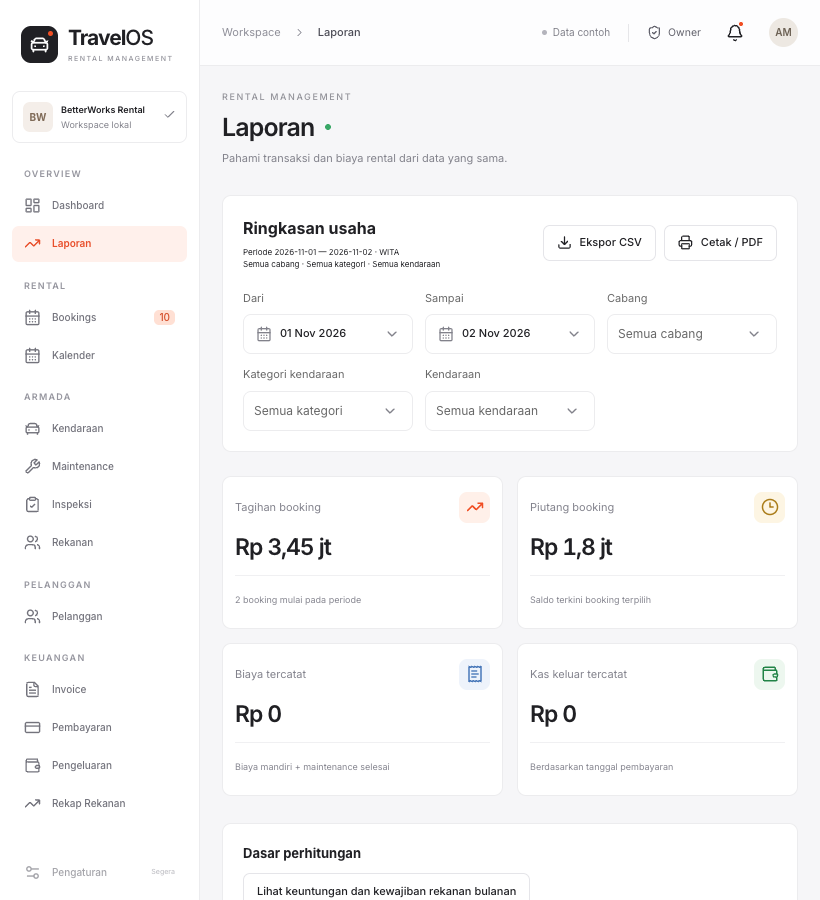 TravelOS
RENTAL MANAGEMENT
BW
BetterWorks Rental
Workspace lokal
OVERVIEW
Dashboard
Laporan
RENTAL
Bookings 10
Kalender
ARMADA
Kendaraan
Maintenance
Inspeksi
Rekanan
PELANGGAN
Pelanggan
KEUANGAN
Invoice
Pembayaran
Pengeluaran
Rekap Rekanan
Pengaturan Segera
Workspace Laporan
Data contoh
Owner
AM
RENTAL MANAGEMENT
Laporan
Pahami transaksi dan biaya rental dari data yang sama.
Ringkasan usaha
Periode 2026-11-01 — 2026-11-02 · WITA
Semua cabang · Semua kategori · Semua kendaraan
Ekspor CSV
Cetak / PDF
Dari
01 Nov 2026
Sampai
02 Nov 2026
Cabang
Semua cabang
Kategori kendaraan
Semua kategori
Kendaraan
Semua kendaraan
Tagihan booking
Rp 3,45 jt
2 booking mulai pada periode
Piutang booking
Rp 1,8 jt
Saldo terkini booking terpilih
Biaya tercatat
Rp 0
Biaya mandiri + maintenance selesai
Kas keluar tercatat
Rp 0
Berdasarkan tanggal pembayaran
Dasar perhitungan
Lihat keuntungan dan kewajiban rekanan bulanan